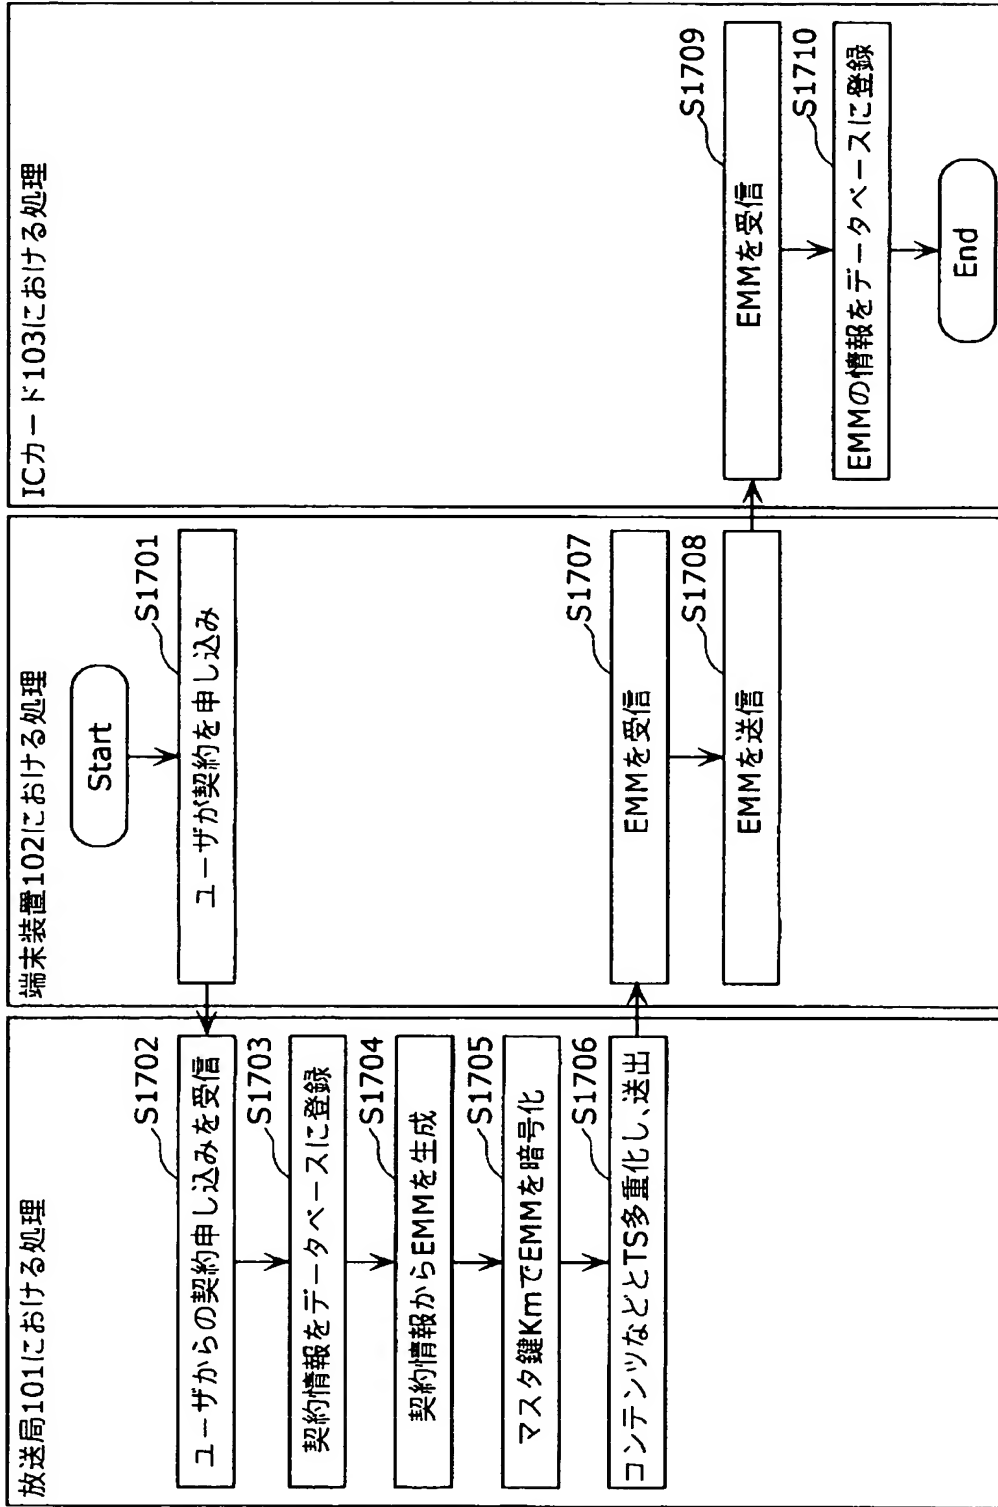 放送局101における処理
S1702
ユーザからの契約申し込みを受信
S1703
契約情報をデータベースに登録
S1704
契約情報からEMMを生成
S1705
マスタ鍵KmでEMMを暗号化
S1706
コンテンツなどとTS多重化し、送出
端末装置102における処理
Start
S1701
ユーザが契約を申し込み
S1707
EMMを受信
S1708
EMMを送信
ICカード103における処理
S1709
EMMを受信
S1710
EMMの情報をデータベースに登録
End